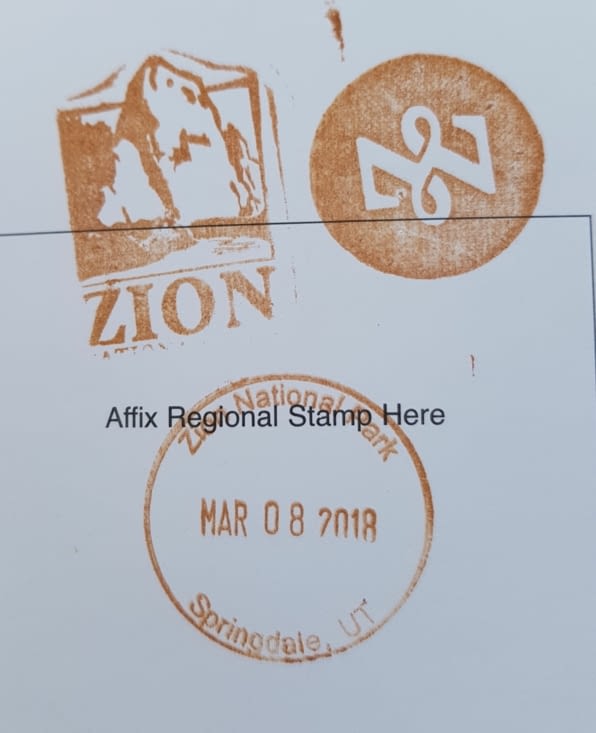 ZION
Affix Regional Stamp Here
Zion National Park
MAR 08 2018
Springdale, UT